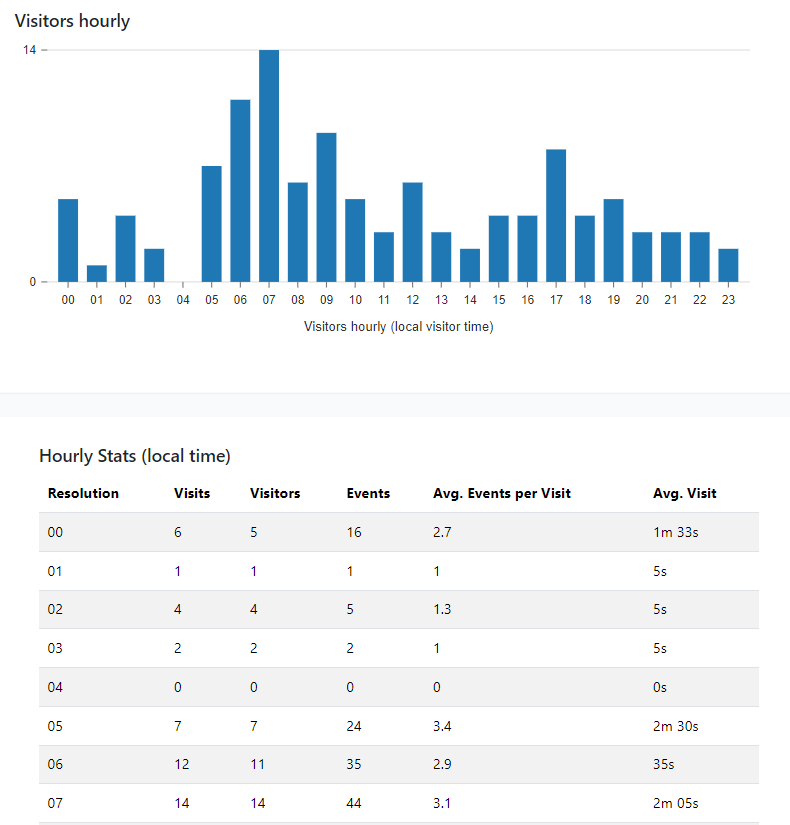 Visitors hourly
14
0
00 01 02 03 04 05 06 07 08 09 10 11 12 13 14 15 16 17 18 19 20 21 22 23
Visitors hourly (local visitor time)
Hourly Stats (local time)
Resolution Visits Visitors Events Avg. Events per Visit Avg. Visit
00 6 5 16 2.7 1m 33s
01 1 1 1 1 5s
02 4 4 5 1.3 5s
03 2 2 2 1 5s
04 0 0 0 0 0s
05 7 7 24 3.4 2m 30s
06 12 11 35 2.9 35s
07 14 14 44 3.1 2m 05s